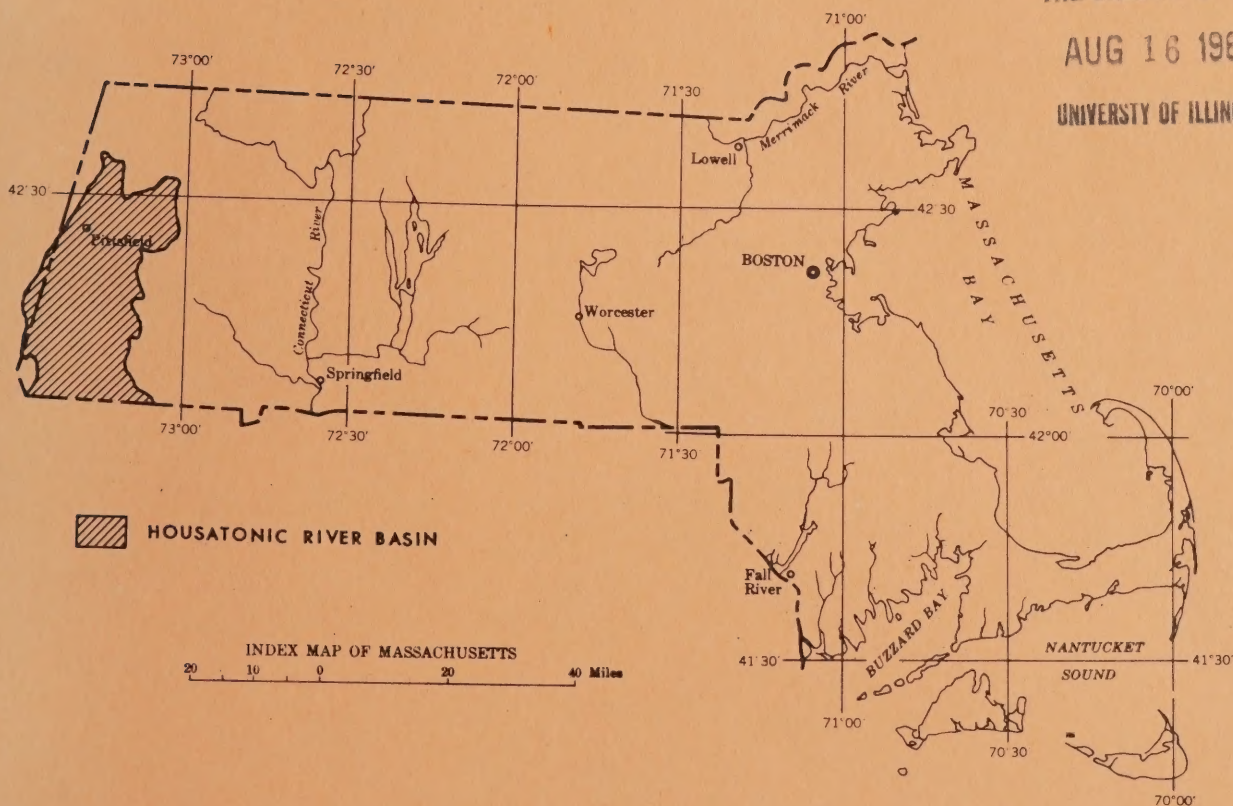 AUG 16 198
UNIVERSTY OF ILLIN
71°00'
73°00'
72°30'
72°00'
71°30'
Merrimack River
Lowell
42°30
42°30
MASSACHUSETTS BAY
Pittsfield
Connecticut River
BOSTON
Worcester
Springfield
70°00'
70°30
42°00'
73°00'
72°30'
72°00'
71°30'
HOUSATONIC RIVER BASIN
Fall
River
BUZZARD BAY
INDEX MAP OF MASSACHUSETTS
20 10 0 20 40 Miles
NANTUCKET
SOUND
41°30'
41°30'
71°00'
70°30
70°00'